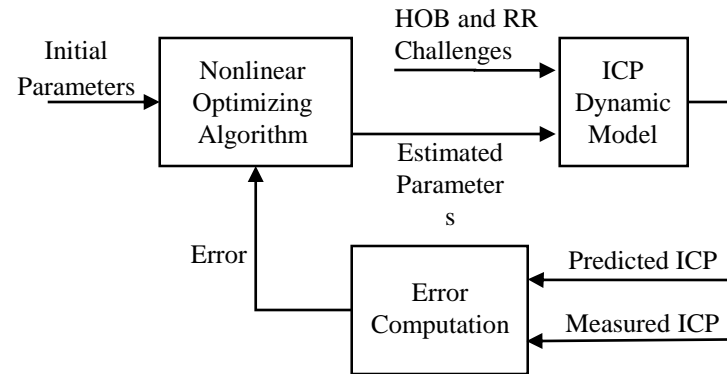 Initial
Parameters
Nonlinear
Optimizing
Algorithm
HOB and RR
Challenges
ICP
Dynamic
Model
Estimated
Parameter
s
Error
Error
Computation
Predicted ICP
Measured ICP